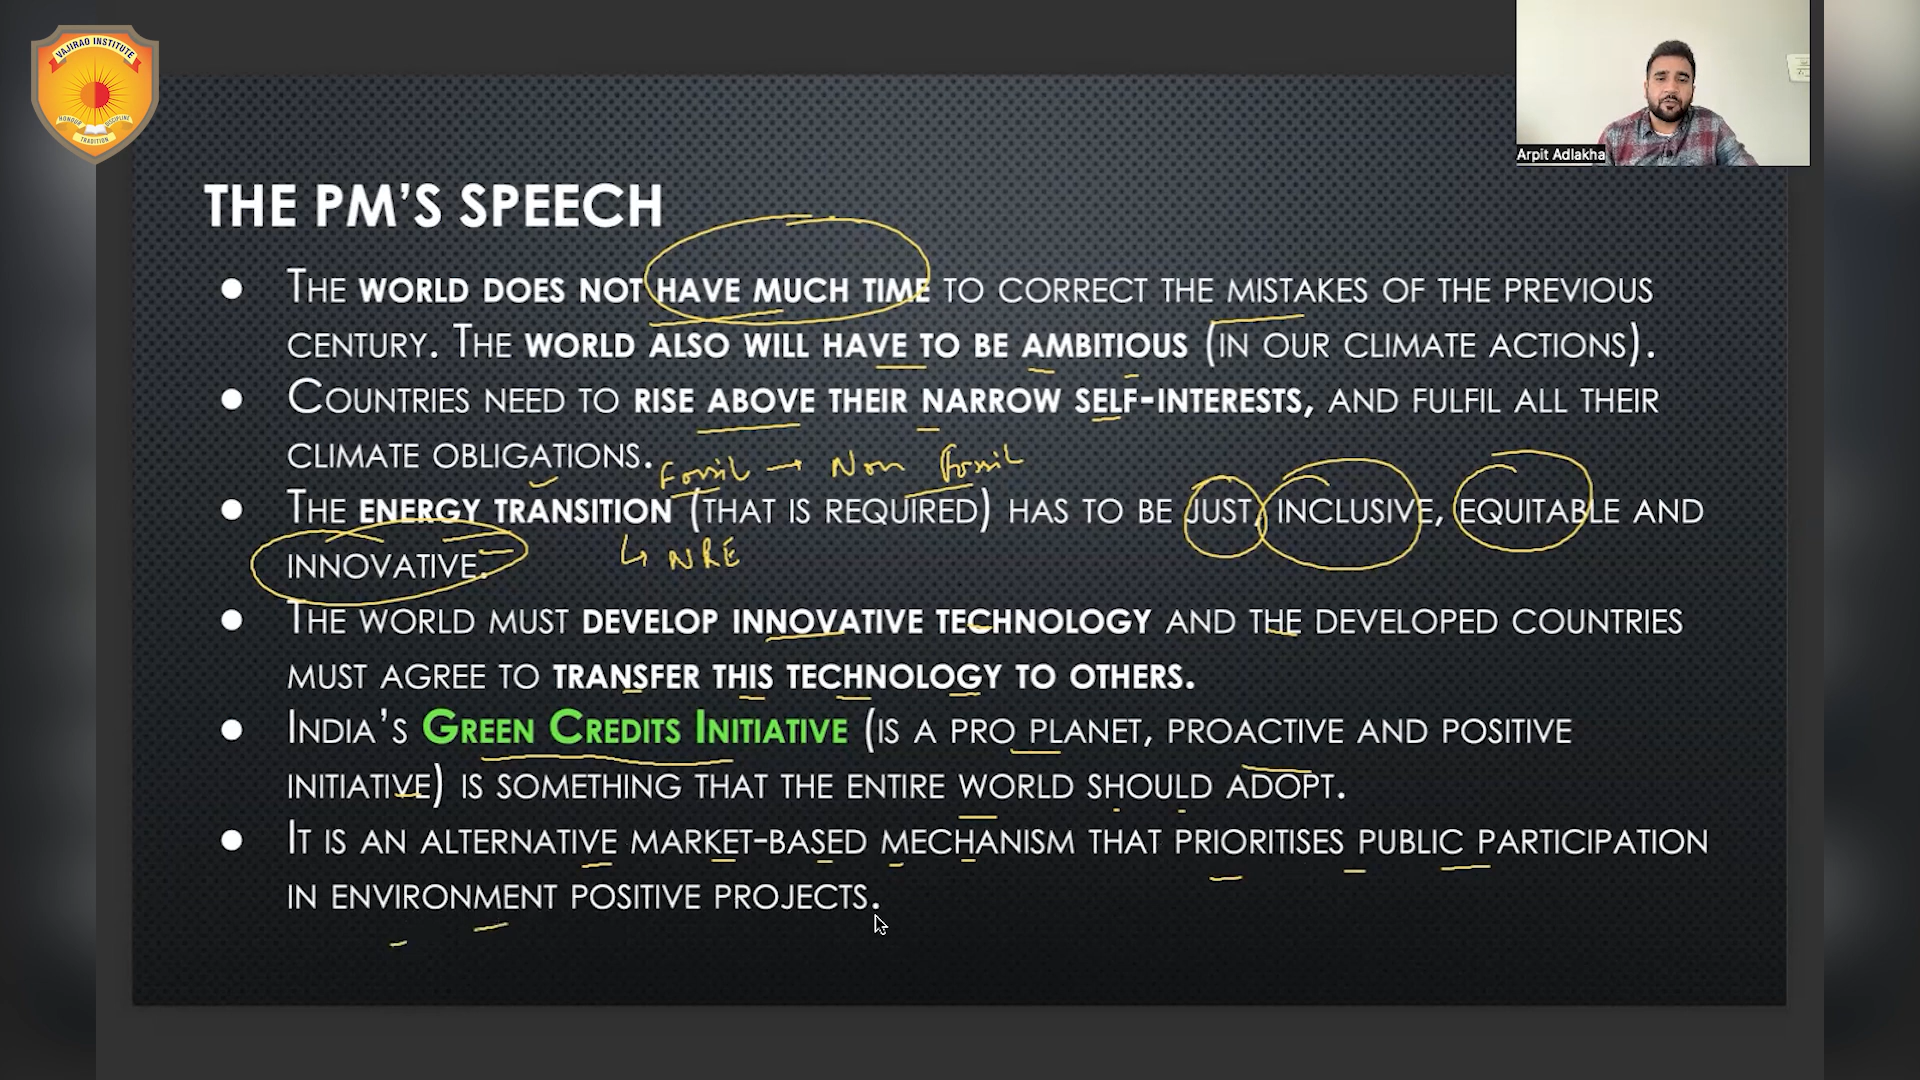 VAJIRAO INSTITUTE
HONOUR
DISCIPLINE
TRADITION
Arpit Adlakha
THE PM'S SPEECH
● THE WORLD DOES NOT HAVE MUCH TIME TO CORRECT THE MISTAKES OF THE PREVIOUS
CENTURY. THE WORLD ALSO WILL HAVE TO BE AMBITIOUS (IN OUR CLIMATE ACTIONS).
● COUNTRIES NEED TO RISE ABOVE THEIR NARROW SELF-INTERESTS, AND FULFIL ALL THEIR
CLIMATE OBLIGATIONS.
Fossil → Non Fossil
● THE ENERGY TRANSITION (THAT IS REQUIRED) HAS TO BE JUST, INCLUSIVE, EQUITABLE AND
INNOVATIVE.
↳ NRE
● THE WORLD MUST DEVELOP INNOVATIVE TECHNOLOGY AND THE DEVELOPED COUNTRIES
MUST AGREE TO TRANSFER THIS TECHNOLOGY TO OTHERS.
● INDIA'S GREEN CREDITS INITIATIVE (IS A PRO PLANET, PROACTIVE AND POSITIVE
INITIATIVE) IS SOMETHING THAT THE ENTIRE WORLD SHOULD ADOPT.
● IT IS AN ALTERNATIVE MARKET-BASED MECHANISM THAT PRIORITISES PUBLIC PARTICIPATION
IN ENVIRONMENT POSITIVE PROJECTS.